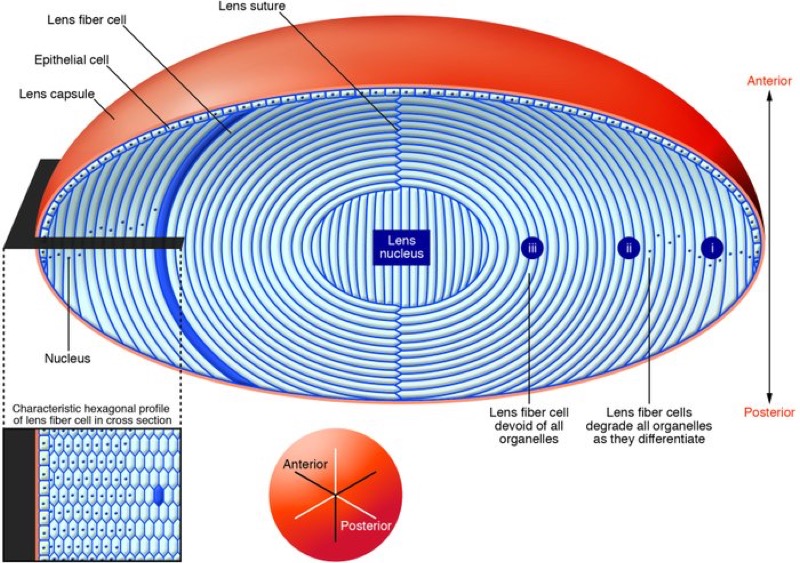 Lens suture
Lens fiber cell
Epithelial cell
Lens capsule
Anterior
Lens
nucleus
iii
ii
i
Nucleus
Posterior
Characteristic hexagonal profile
of lens fiber cell in cross section
Lens fiber cell
devoid of all
organelles
Lens fiber cells
degrade all organelles
as they differentiate
Anterior
Posterior